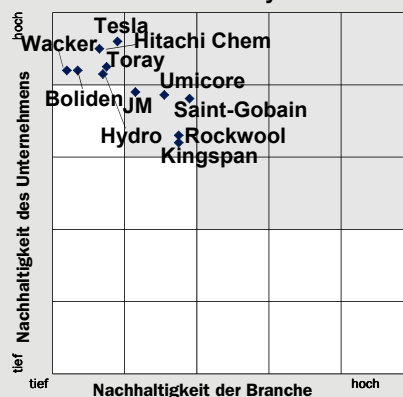 hoch
Tesla
Wacker
Hitachi Chem
Toray
Umicore
Boliden
JM
Saint-Gobain
Hydro
Rockwool
Kingspan
Nachhaltigkeit des Unternehmens
tief
tief
Nachhaltigkeit der Branche
hoch